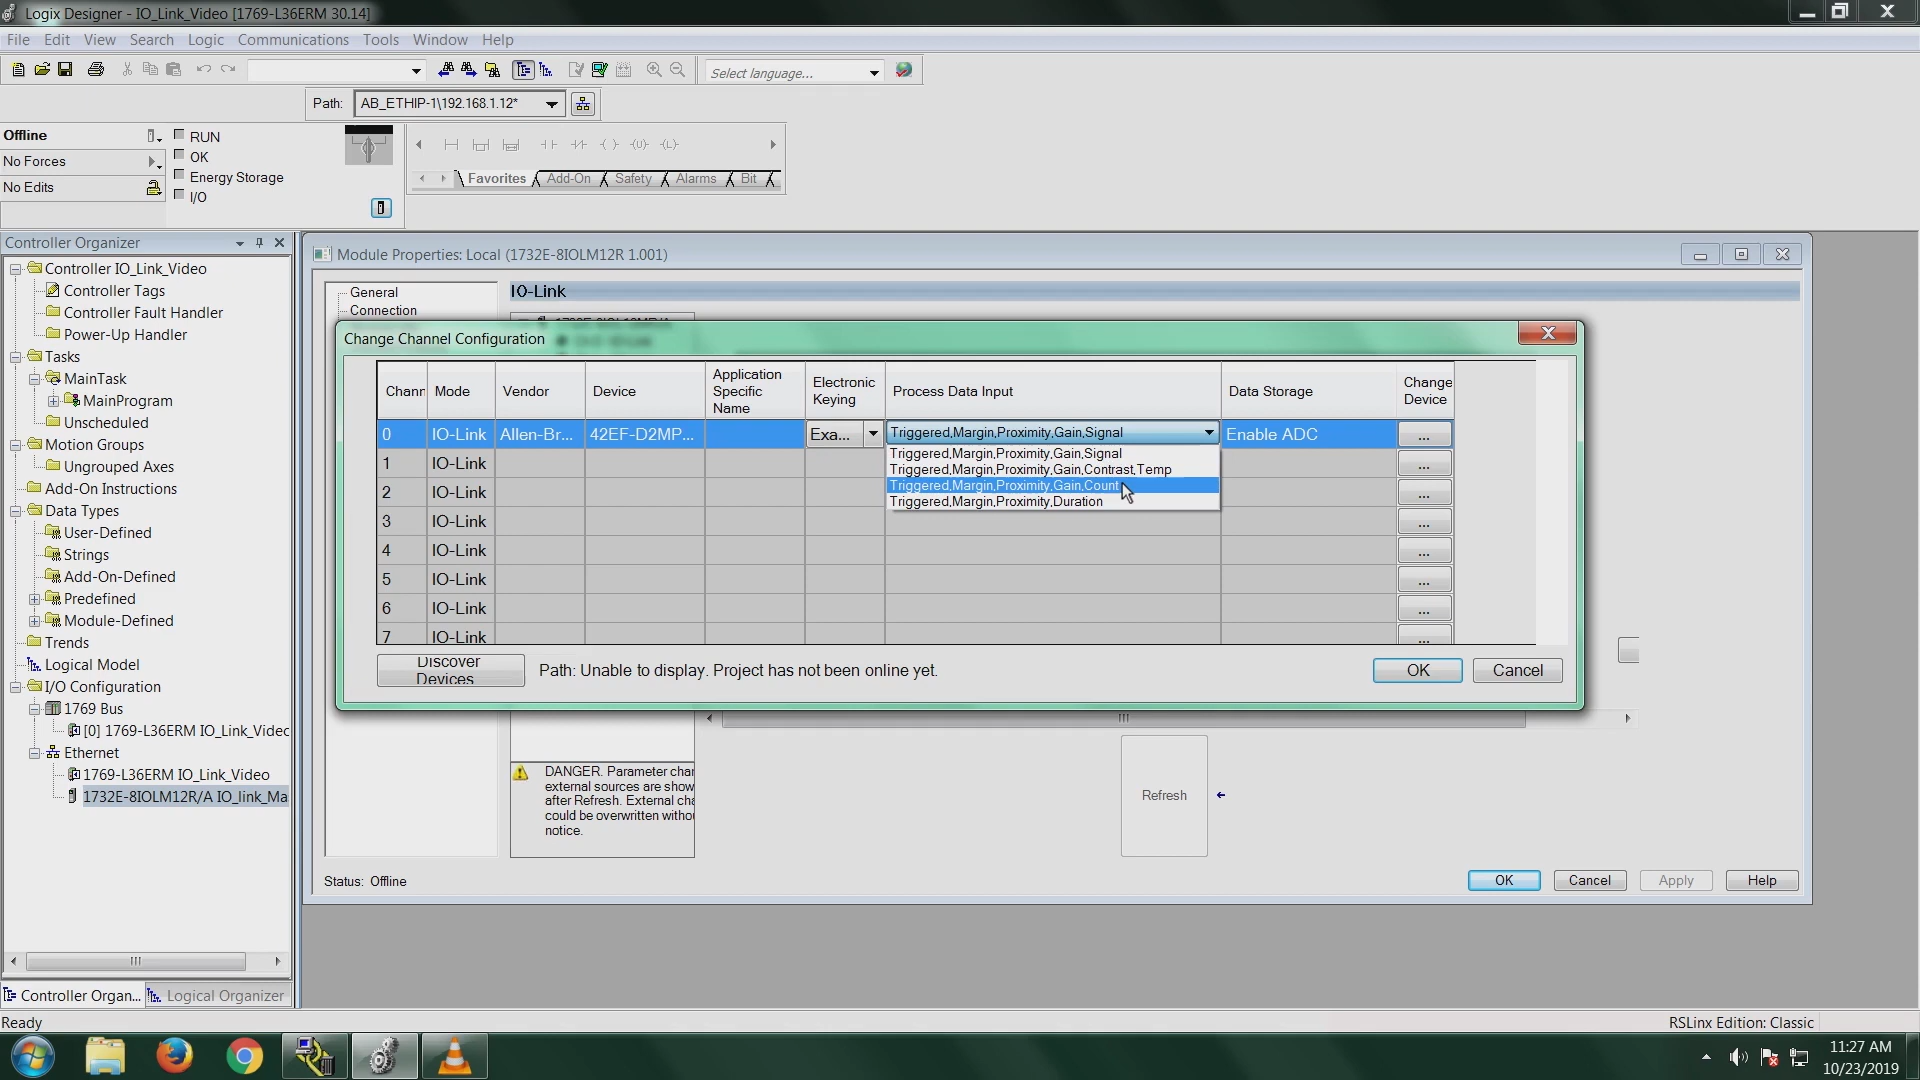 Logix Designer - IO_Link_Video [1769-L36ERM 30.14]
File Edit View Search Logic Communications Tools Window Help
Select language...
Path: AB_ETHIP-1\192.168.1.12*
Offline
RUN
No Forces
OK
Energy Storage
No Edits
I/O
Favorites Add-On Safety Alarms Bit
Controller Organizer
Controller IO_Link_Video
Controller Tags
Controller Fault Handler
Power-Up Handler
Tasks
MainTask
MainProgram
Unscheduled
Motion Groups
Ungrouped Axes
Add-On Instructions
Data Types
User-Defined
Strings
Add-On-Defined
Predefined
Module-Defined
Trends
Logical Model
I/O Configuration
1769 Bus
[0] 1769-L36ERM IO_Link_Videc
Ethernet
1769-L36ERM IO_Link_Video
1732E-8IOLM12R/A IO_link_Ma
Controller Organ... Logical Organizer
Module Properties: Local (1732E-8IOLM12R 1.001)
General
Connection
IO-Link
Change Channel Configuration
Chann Mode Vendor Device Application Specific Name Electronic Keying Process Data Input Data Storage Change Device
0 IO-Link Allen-Br... 42EF-D2MP... Exa... Triggered,Margin,Proximity,Gain,Signal Enable ADC ...
Triggered,Margin,Proximity,Gain,Signal
Triggered,Margin,Proximity,Gain,Contrast,Temp
Triggered,Margin,Proximity,Gain,Count
Triggered,Margin,Proximity,Duration
1 IO-Link ...
2 IO-Link ...
3 IO-Link ...
4 IO-Link ...
5 IO-Link ...
6 IO-Link ...
7 IO-Link ...
Discover Devices
Path: Unable to display. Project has not been online yet.
OK Cancel
DANGER. Parameter char
external sources are show
after Refresh. External cha
could be overwritten withou
notice.
Refresh
Status: Offline
OK Cancel Apply Help
Ready
RSLinx Edition: Classic
11:27 AM
10/23/2019